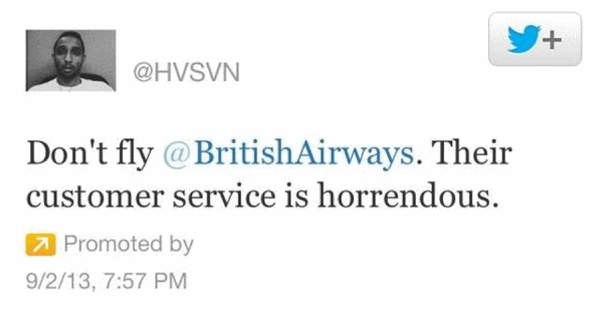 @HVSVN
Don't fly @BritishAirways. Their
customer service is horrendous.
Promoted by
9/2/13, 7:57 PM